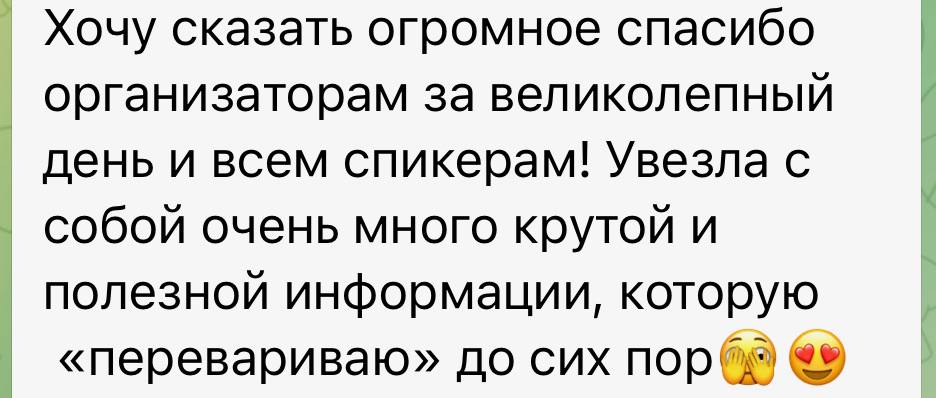 Хочу сказать огромное спасибо
организаторам за великолепный
день и всем спикерам! Увезла с
собой очень много крутой и
полезной информации, которую
«перевариваю» до сих пор🫣😍